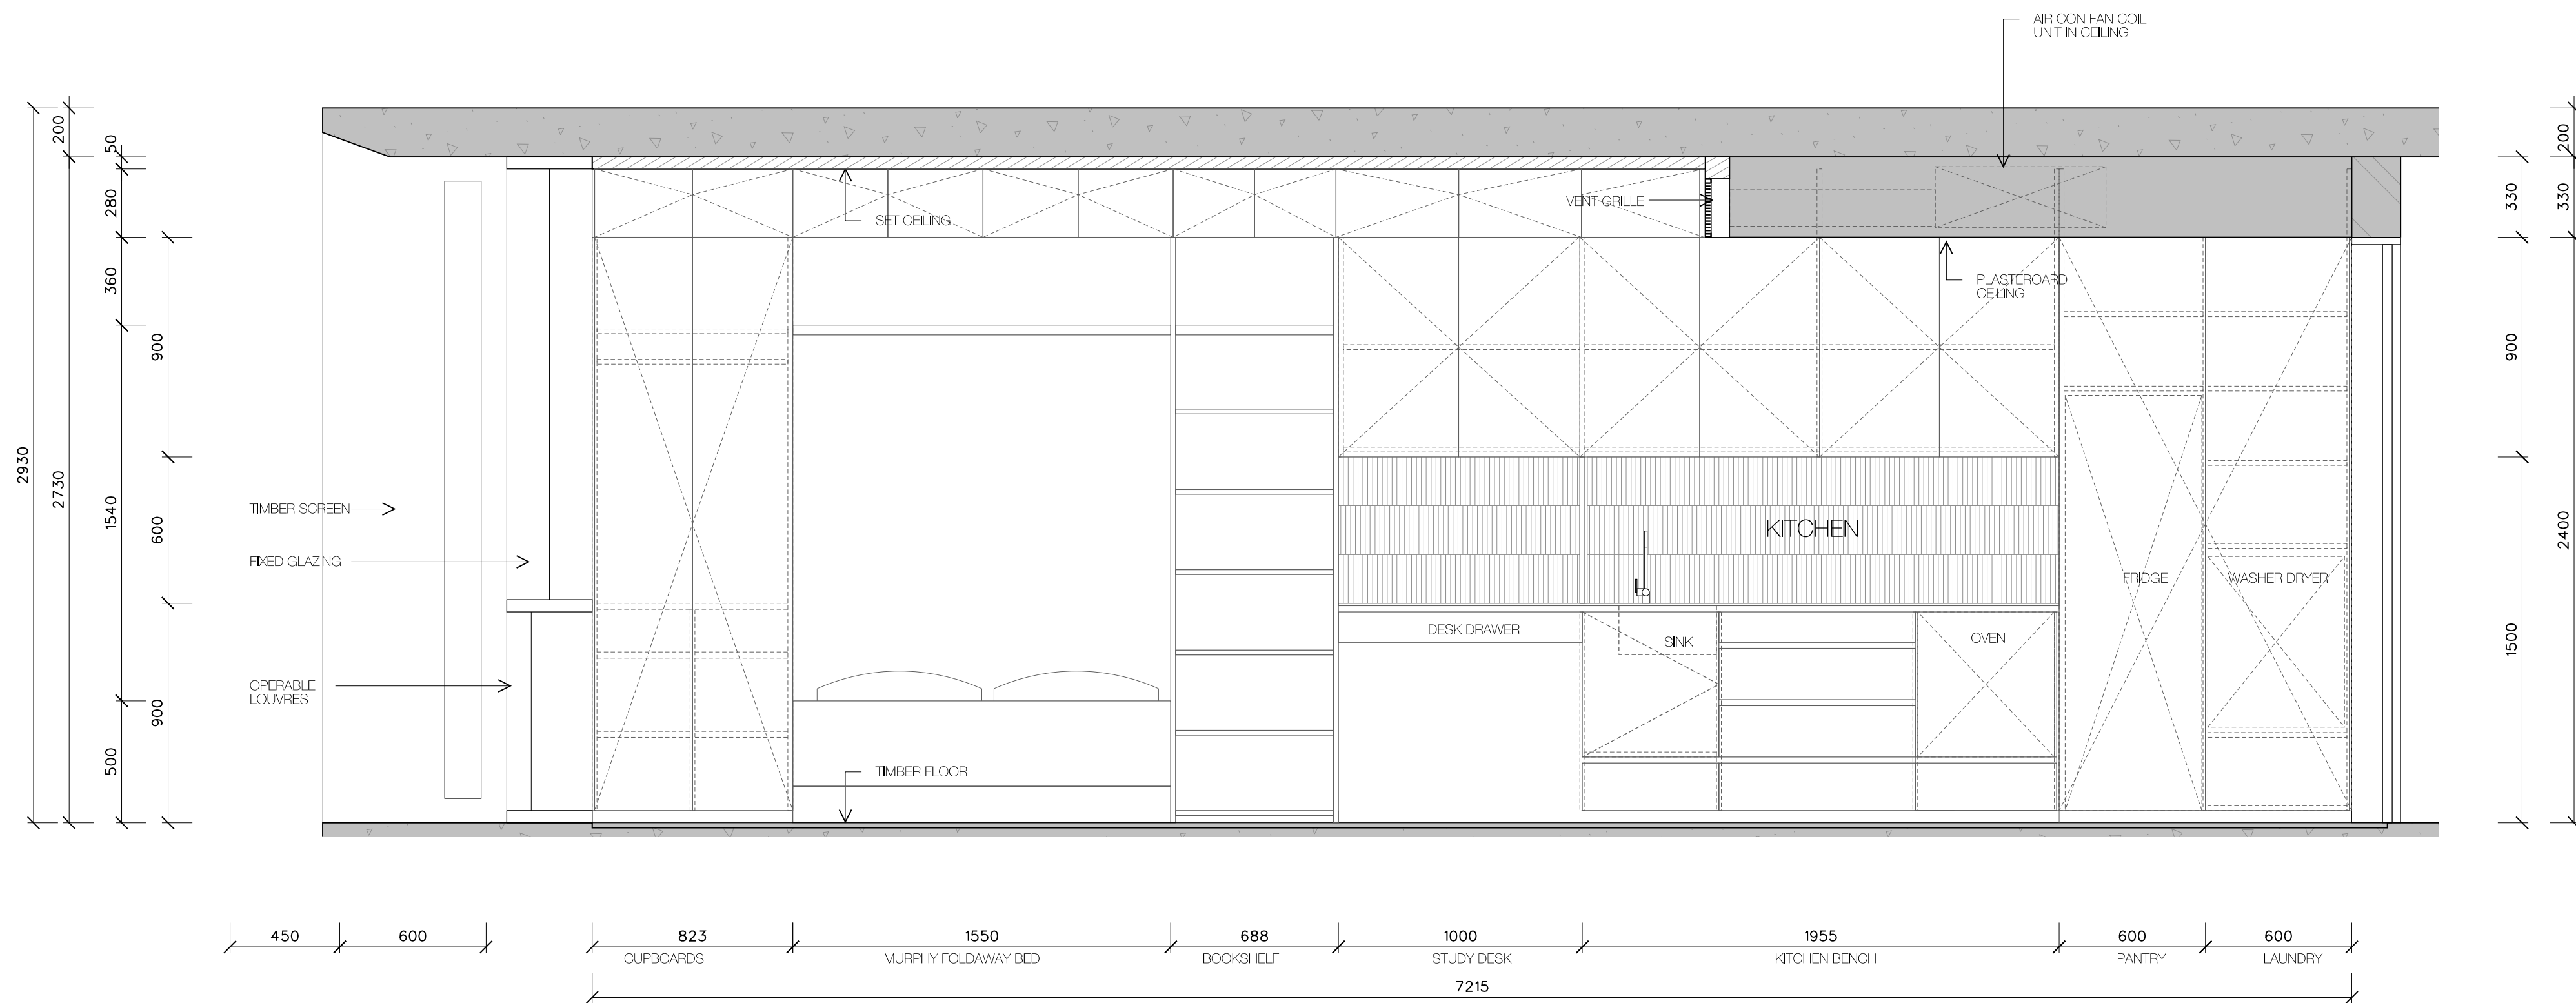 AIR CON FAN COIL
UNIT IN CEILING
200
50
280
360
900
2930
2730
1540
600
900
500
200
330
330
900
2400
1500
SET CEILING
VENT GRILLE
PLASTEROARD
CEILING
TIMBER SCREEN
FIXED GLAZING
OPERABLE
LOUVRES
KITCHEN
FRIDGE
WASHER DRYER
DESK DRAWER
SINK
OVEN
TIMBER FLOOR
450
600
823
1550
688
1000
1955
600
600
CUPBOARDS
MURPHY FOLDAWAY BED
BOOKSHELF
STUDY DESK
KITCHEN BENCH
PANTRY
LAUNDRY
7215